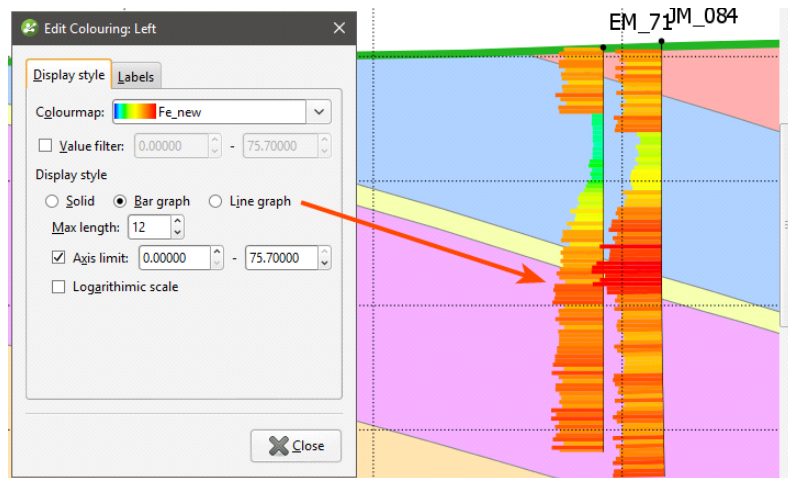 Edit Colouring: Left
Display style Labels
Colourmap: Fe_new
Value filter: 0.00000 - 75.70000
Display style
Solid Bar graph Line graph
Max length: 12
Axis limit: 0.00000 - 75.70000
Logarithimic scale
Close
EM_71 JM_084